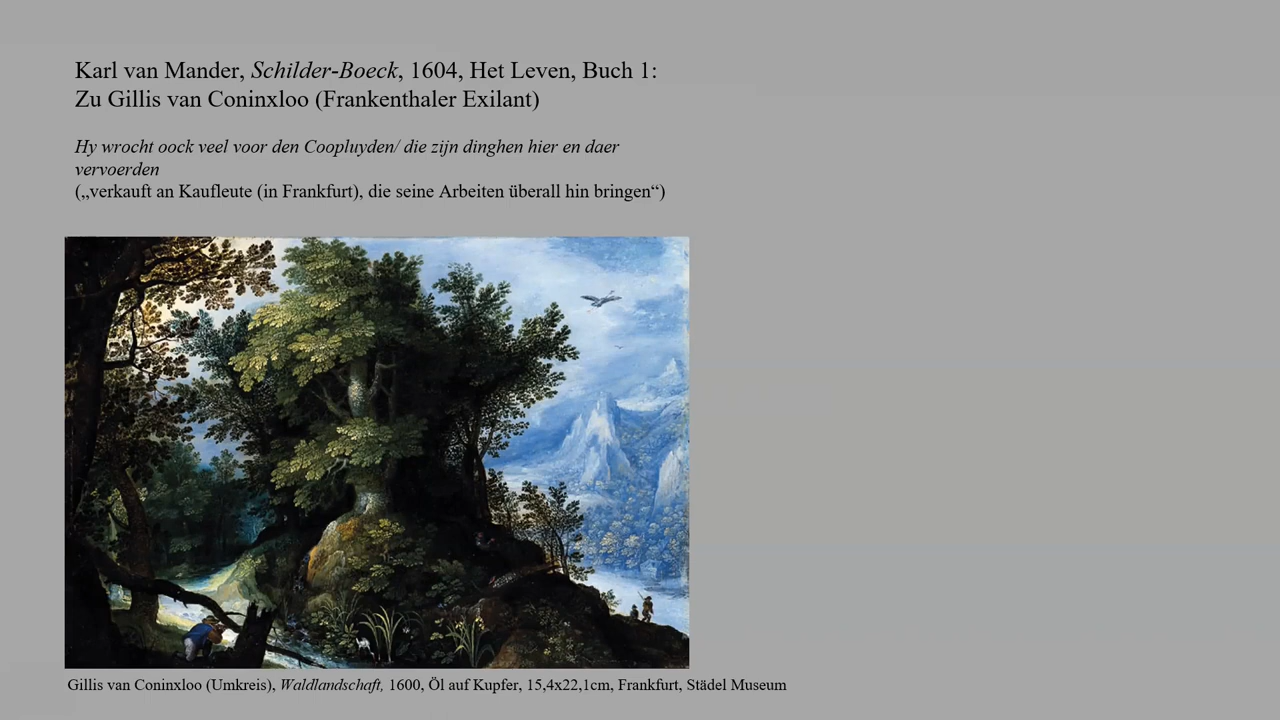 Karl van Mander, Schilder-Boeck, 1604, Het Leven, Buch 1:
Zu Gillis van Coninxloo (Frankenthaler Exilant)
Hy wrocht oock veel voor den Coopluyden/ die zijn dinghen hier en daer
vervoerden
(„verkauft an Kaufleute (in Frankfurt), die seine Arbeiten überall hin bringen“)
Gillis van Coninxloo (Umkreis), Waldlandschaft, 1600, Öl auf Kupfer, 15,4x22,1cm, Frankfurt, Städel Museum